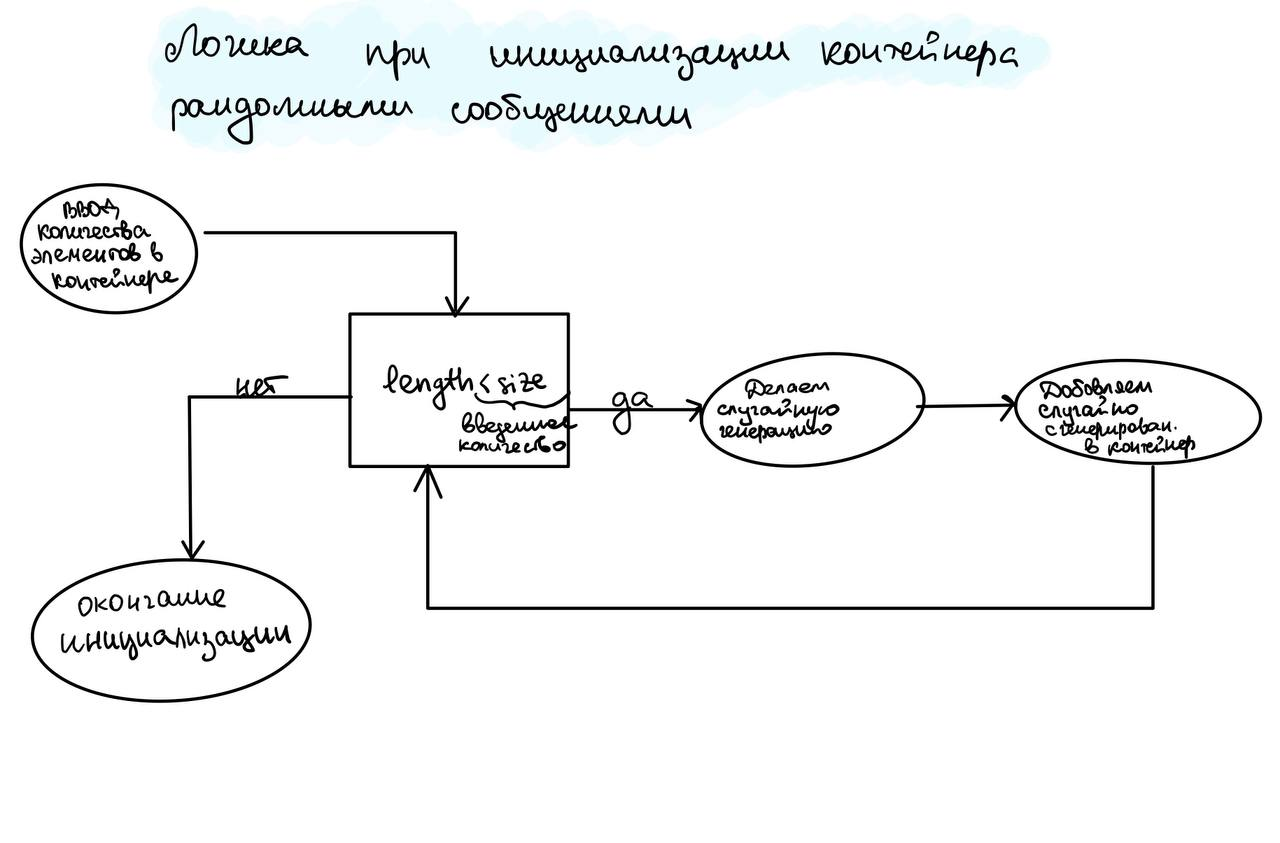 Логика при инициализации контейнера
рандомными сообщениями
ввод
количества
элементов в
контейнере
length < size
введенное
количество
нет
да
Делаем
случайную
генерацию
Добовляем
случайно
сгенерирован.
в контейнер
окончание
инициализации